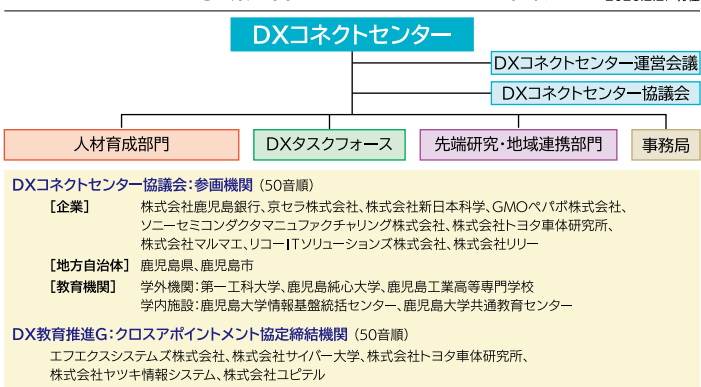 DXコネクトセンター
DXコネクトセンター運営会議
DXコネクトセンター協議会
人材育成部門
DXタスクフォース
先端研究・地域連携部門
事務局
DXコネクトセンター協議会：参画機関（50音順）
［企業］ 株式会社鹿児島銀行、京セラ株式会社、株式会社新日本科学、GMOペパボ株式会社、
ソニーセミコンダクタマニュファクチャリング株式会社、株式会社トヨタ車体研究所、
株式会社マルマエ、リコーITソリューションズ株式会社、株式会社リリー
［地方自治体］ 鹿児島県、鹿児島市
［教育機関］ 学外機関：第一工科大学、鹿児島純心大学、鹿児島工業高等専門学校
学内施設：鹿児島大学情報基盤統括センター、鹿児島大学共通教育センター
DX教育推進G：クロスアポイントメント協定締結機関（50音順）
エフエクスシステムズ株式会社、株式会社サイバー大学、株式会社トヨタ車体研究所、
株式会社ヤツキ情報システム、株式会社ユピテル